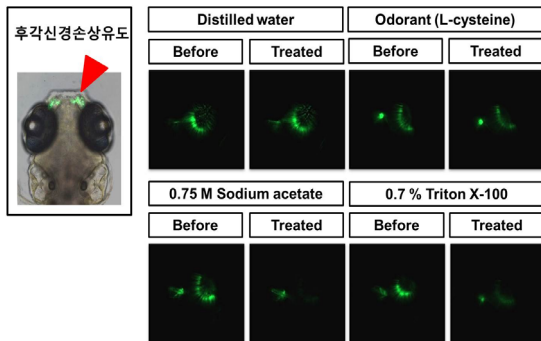 후각신경손상유도
Distilled water
Odorant (L-cysteine)
Before
Treated
Before
Treated
0.75 M Sodium acetate
0.7 % Triton X-100
Before
Treated
Before
Treated